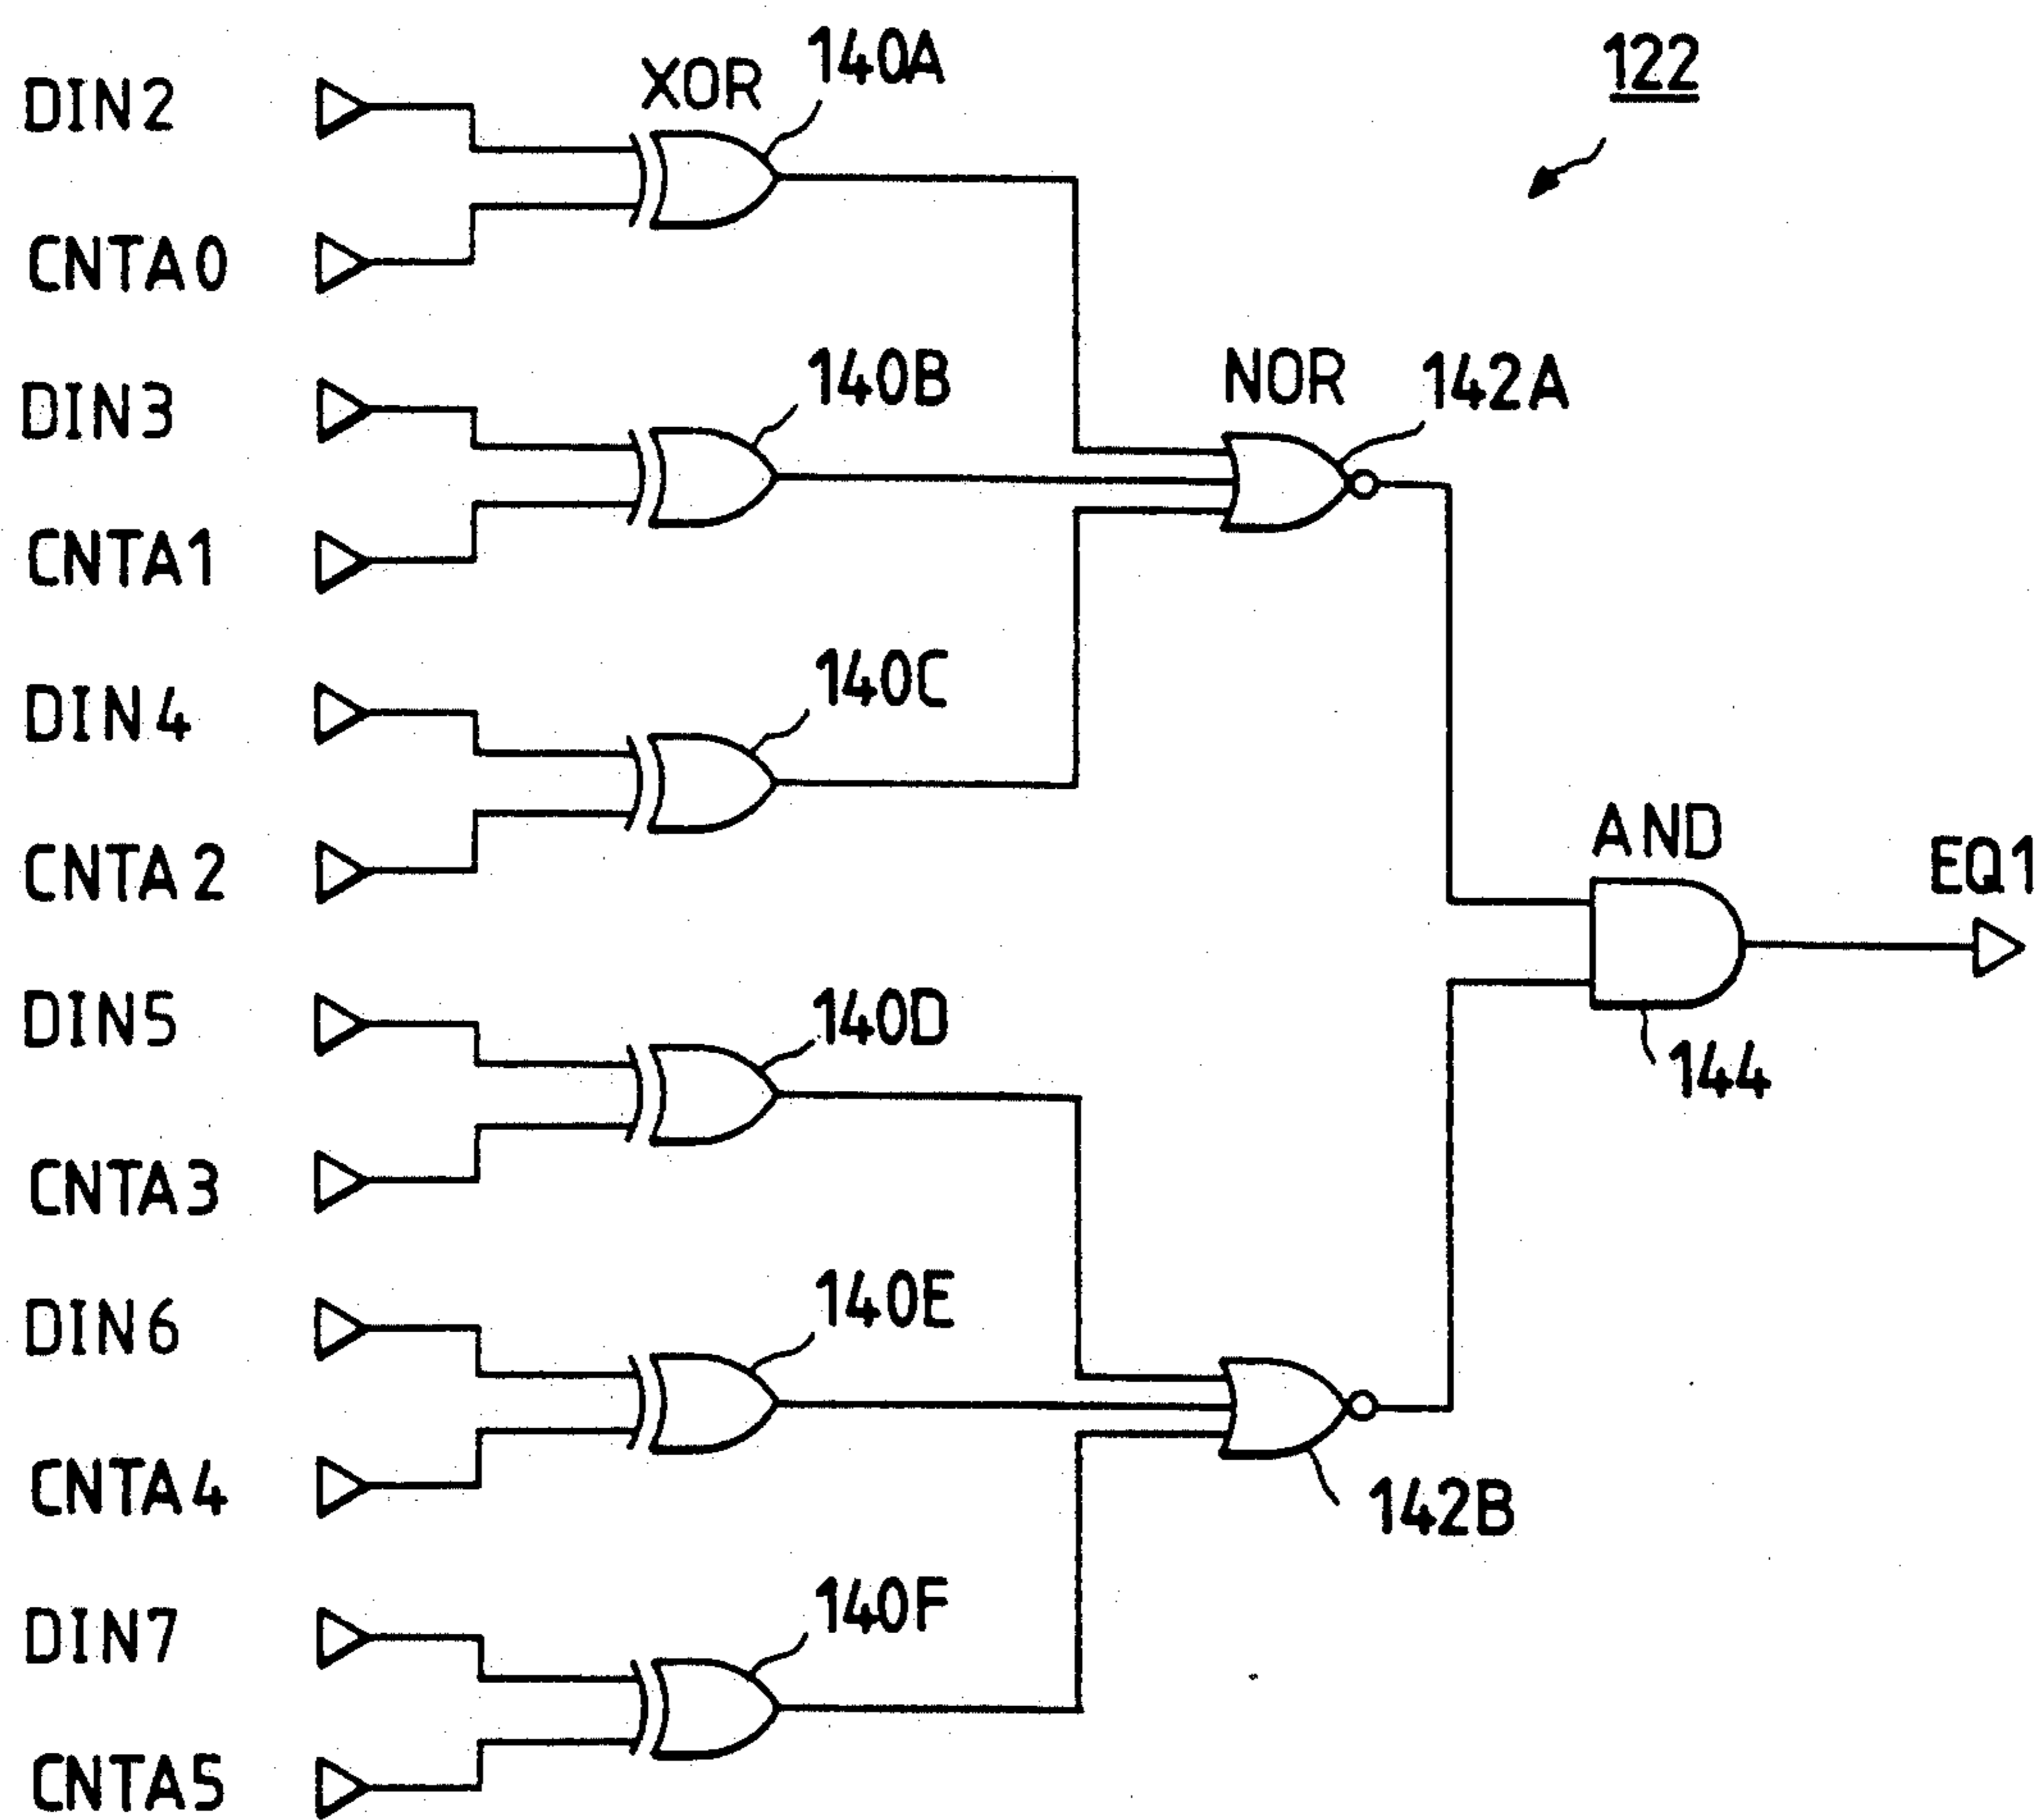 122
XOR
140A
DIN2
CNTA0
140B
DIN3
CNTA1
NOR
142A
140C
DIN4
CNTA2
AND
EQ1
144
140D
DIN5
CNTA3
140E
DIN6
CNTA4
142B
140F
DIN7
CNTA5